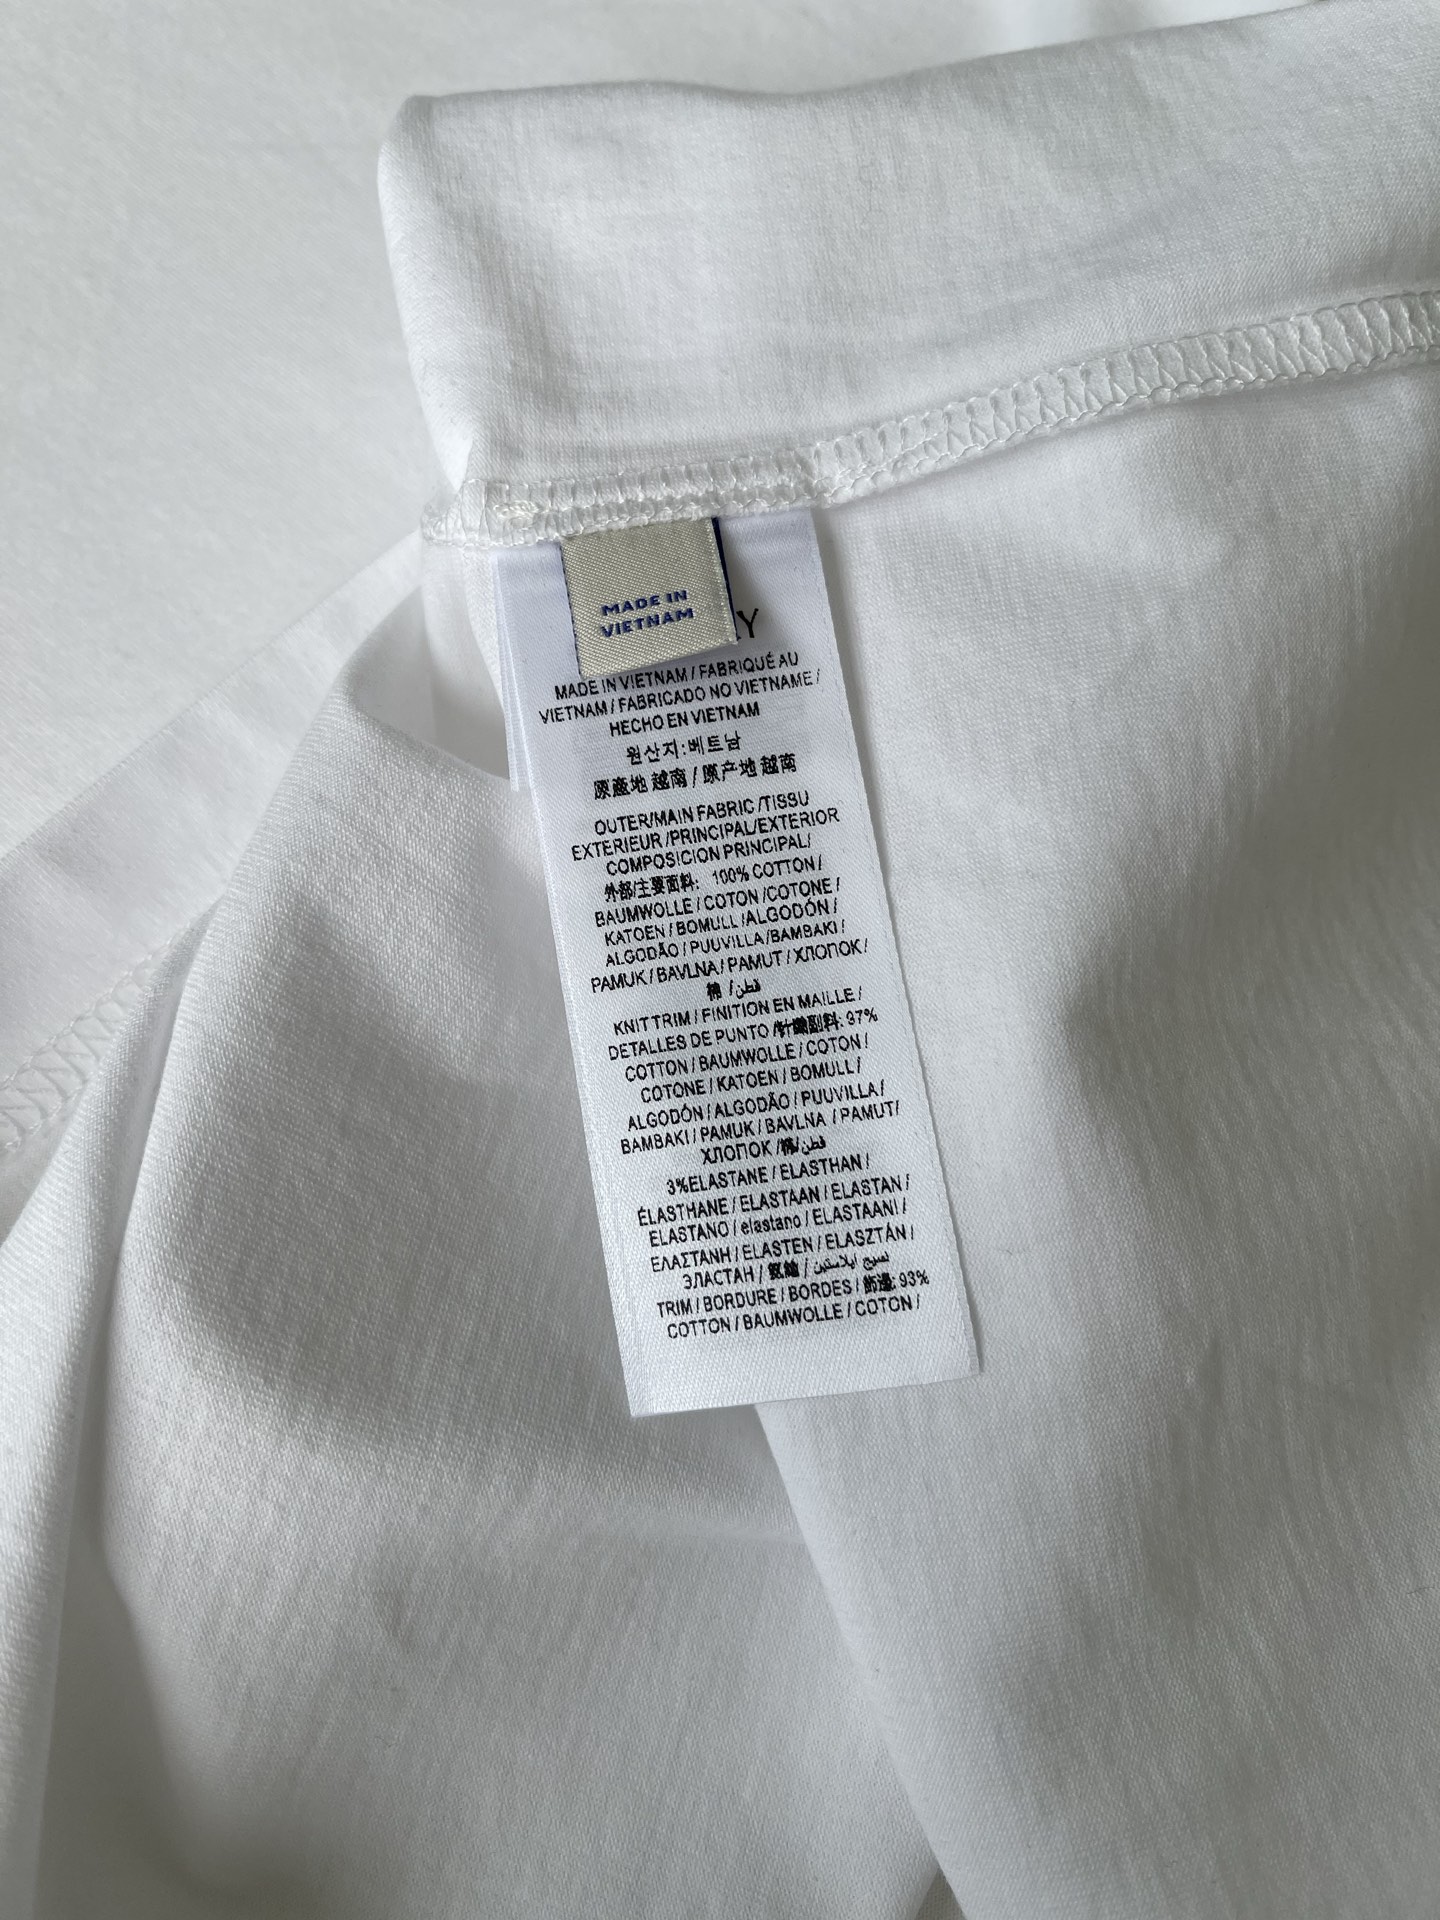 MADE IN
VIETNAM
MADE IN VIETNAM / FABRIQUÉ AU
VIETNAM / FABRICADO NO VIETNAME /
HECHO EN VIETNAM
원산지:베트남
原產地 越南 / 原产地 越南
OUTER/MAIN FABRIC /TISSU
EXTERIEUR /PRINCIPAL/EXTERIOR
COMPOSICION PRINCIPAL/
外部/主要面料: 100% COTTON /
BAUMWOLLE / COTON /COTONE /
KATOEN / BOMULL /ALGODÓN /
ALGODÃO / PUUVILLA /BAMBAKI /
PAMUK / BAVLNA / PAMUT / ХЛОПОК /
棉 / قطن
KNIT TRIM / FINITION EN MAILLE /
DETALLES DE PUNTO /针織副料: 97%
COTTON / BAUMWOLLE / COTON /
COTONE / KATOEN / BOMULL /
ALGODÓN / ALGODÃO / PUUVILLA /
BAMBAKI / PAMUK / BAVLNA / PAMUT/
ХЛОПОК /棉/ قطن
3%ELASTANE / ELASTHAN /
ÉLASTHANE / ELASTAAN / ELASTAN /
ELASTANO / elastano / ELASTAANI /
ΕΛΑΣΤΑΝΗ / ELASTEN / ELASZTÁN /
ЭЛАСТАН / 氨綸 / نسيج ايلاستين
TRIM / BORDURE / BORDES / 飾邊: 93%
COTTON / BAUMWOLLE / COTON /